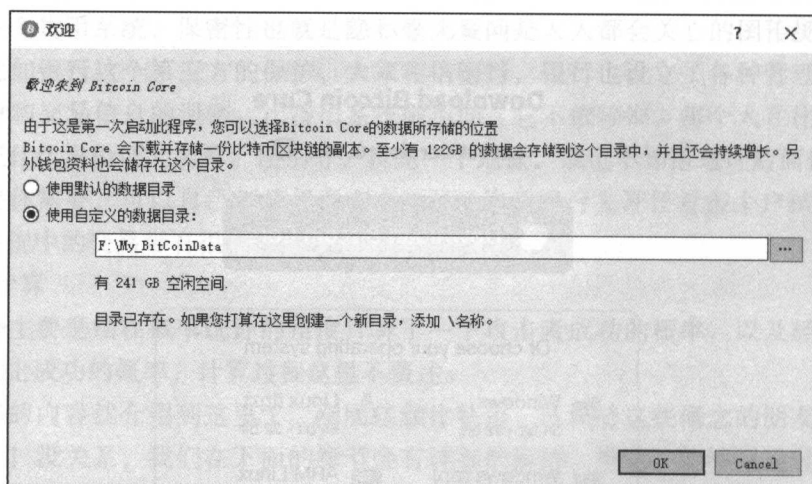 欢迎
? ×
歡迎来到 Bitcoin Core
由于这是第一次启动此程序，您可以选择Bitcoin Core的数据所存储的位置
Bitcoin Core 会下载并存储一份比特币区块链的副本。至少有 122GB 的数据会存储到这个目录中，并且还会持续增长。另
外钱包资料也会储存在这个目录。
使用默认的数据目录
使用自定义的数据目录：
F:\My_BitCoinData
...
有 241 GB 空闲空间.
目录已存在。如果您打算在这里创建一个新目录，添加 \名称。
OK Cancel